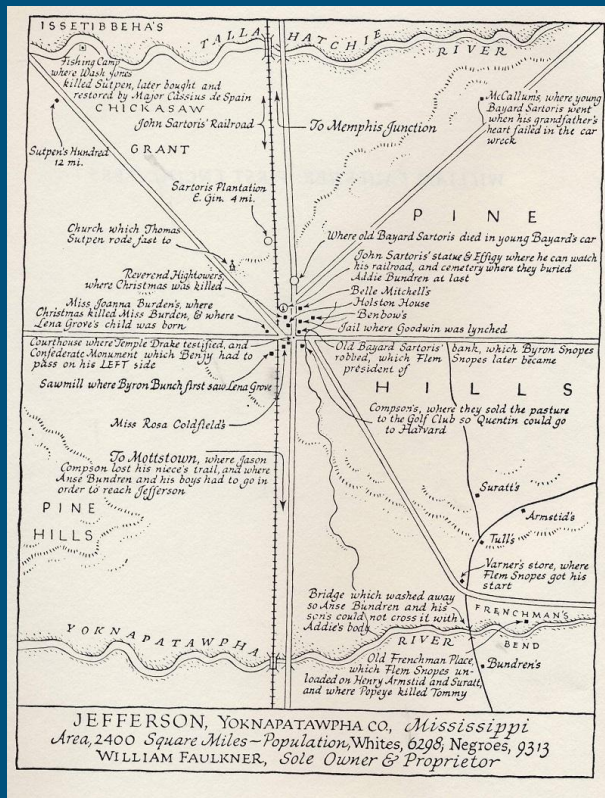 ISSETIBBEHA'S
TALLA HATCHIE RIVER
Fishing Camp
where Wash Jones
killed Sutpen, later bought and
restored by Major Cassius de Spain
CHICKASAW
John Sartoris' Railroad
To Memphis Junction
McCallum's, where young
Bayard Sartoris went
when his grandfather's
heart failed in the car
wreck
Sutpen's Hundred
12 mi.
GRANT
Sartoris Plantation
E. Gin. 4 mi.
PINE
Church which Thomas
Sutpen rode fast to
Where old Bayard Sartoris died in young Bayard's car
John Sartoris' statue & Effigy where he can watch
his railroad, and cemetery where they buried
Addie Bundren at last
Reverend Hightower's,
where Christmas was killed
Belle Mitchell's
Holston House
Benbow's
Jail where Goodwin was lynched
Miss Joanna Burden's, where
Christmas killed Miss Burden, & where
Lena Grove's child was born
Courthouse where Temple Drake testified, and
Confederate Monument which Benjy had to
pass on his LEFT side
Old Bayard Sartoris' bank, which Byron Snopes
robbed, which Flem Snopes later became
president of
HILLS
Sawmill where Byron Bunch first saw Lena Grove
Compson's, where they sold the pasture
to the Golf Club so Quentin could go
to Harvard
Miss Rosa Coldfield's
To Mottstown, where Jason
Compson lost his niece's trail, and where
Anse Bundren and his boys had to go in
order to reach Jefferson
PINE
HILLS
Suratt's
Armstid's
Tull's
Varner's store, where
Flem Snopes got his
start
Bridge which washed away
so Anse Bundren and his
sons could not cross it with
Addie's body
FRENCHMAN'S
BEND
YOKNAPATAWPHA RIVER
Old Frenchman Place,
which Flem Snopes un-
loaded on Henry Armstid and Suratt,
and where Popeye killed Tommy
Bundren's
JEFFERSON, YOKNAPATAWPHA CO., Mississippi
Area, 2400 Square Miles – Population, Whites, 6298; Negroes, 9313
WILLIAM FAULKNER, Sole Owner & Proprietor